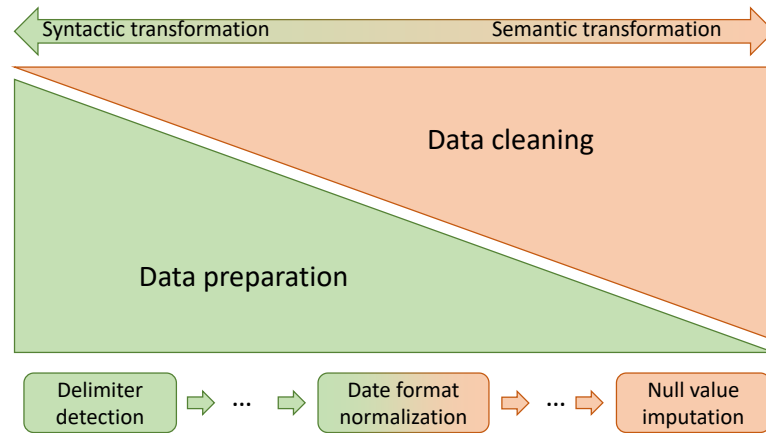 Syntactic transformation
Semantic transformation
Data cleaning
Data preparation
Delimiter
detection
...
Date format
normalization
...
Null value
imputation